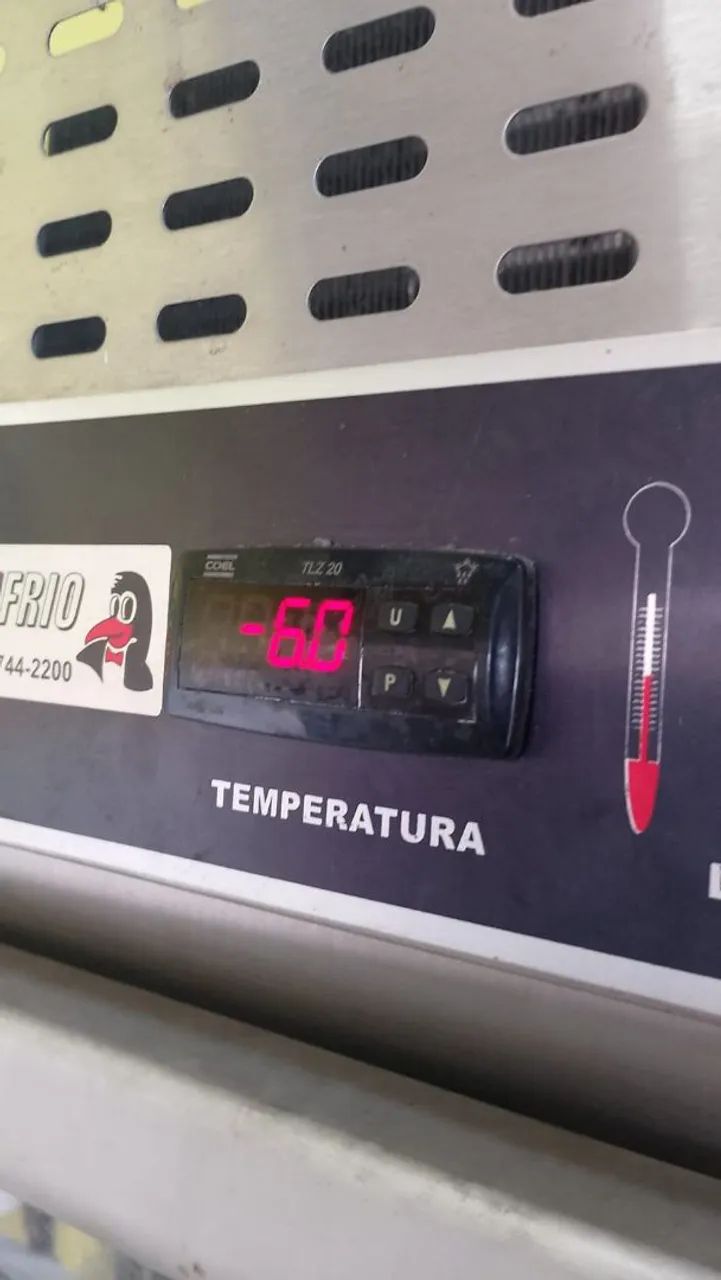 COEL
TLZ 20
-6.0
U
P
FRIO
744-2200
TEMPERATURA